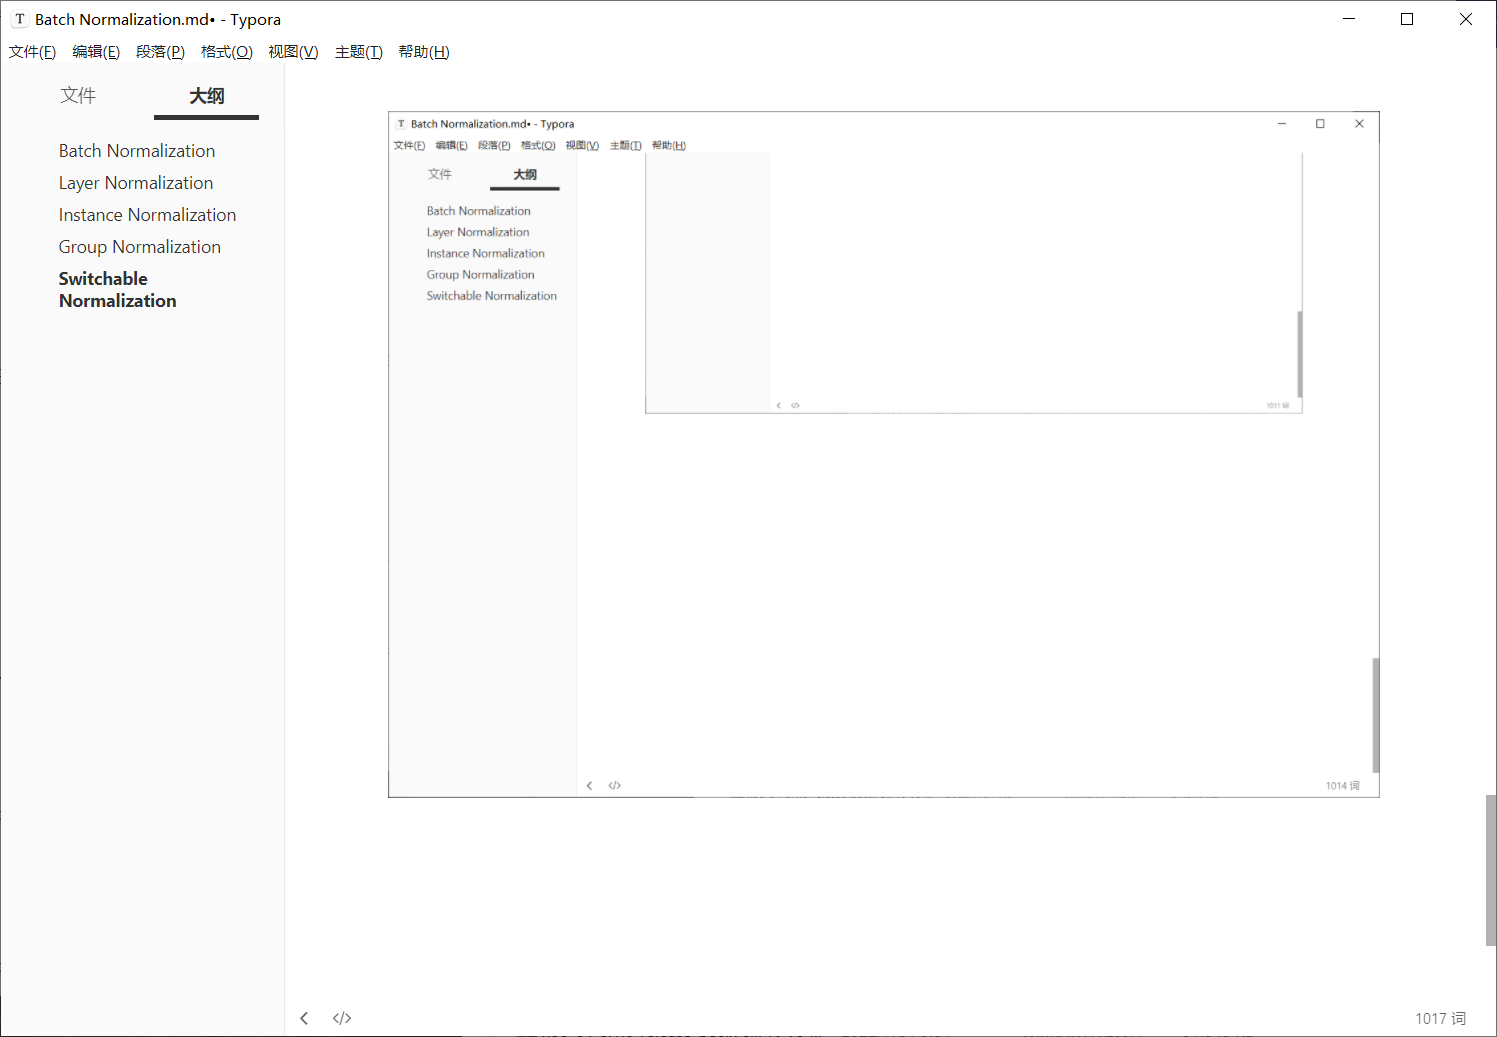 Batch Normalization.md• - Typora
文件(F) 编辑(E) 段落(P) 格式(O) 视图(V) 主题(T) 帮助(H)
文件 大纲
Batch Normalization
Layer Normalization
Instance Normalization
Group Normalization
Switchable
Normalization
Batch Normalization.md• - Typora
文件(F) 编辑(E) 段落(P) 格式(O) 视图(V) 主题(T) 帮助(H)
文件 大纲
Batch Normalization
Layer Normalization
Instance Normalization
Group Normalization
Switchable Normalization
1011 词
1014 词
1017 词